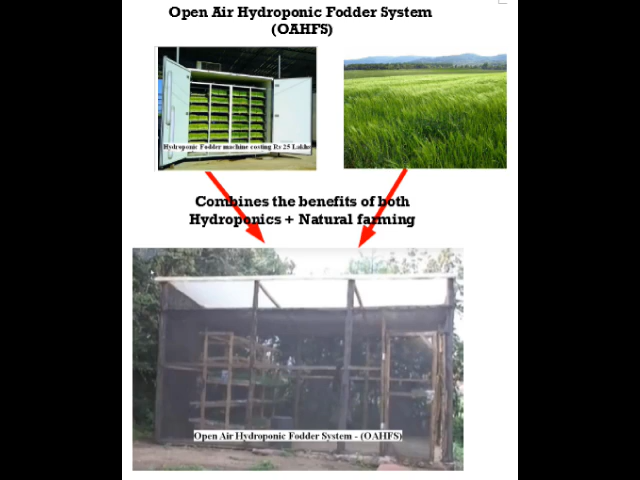 Open Air Hydroponic Fodder System
(OAHFS)
Hydroponic Fodder machine costing Rs 25 Lakhs
Combines the benefits of both
Hydroponics + Natural farming
Open Air Hydroponic Fodder System - (OAHFS)